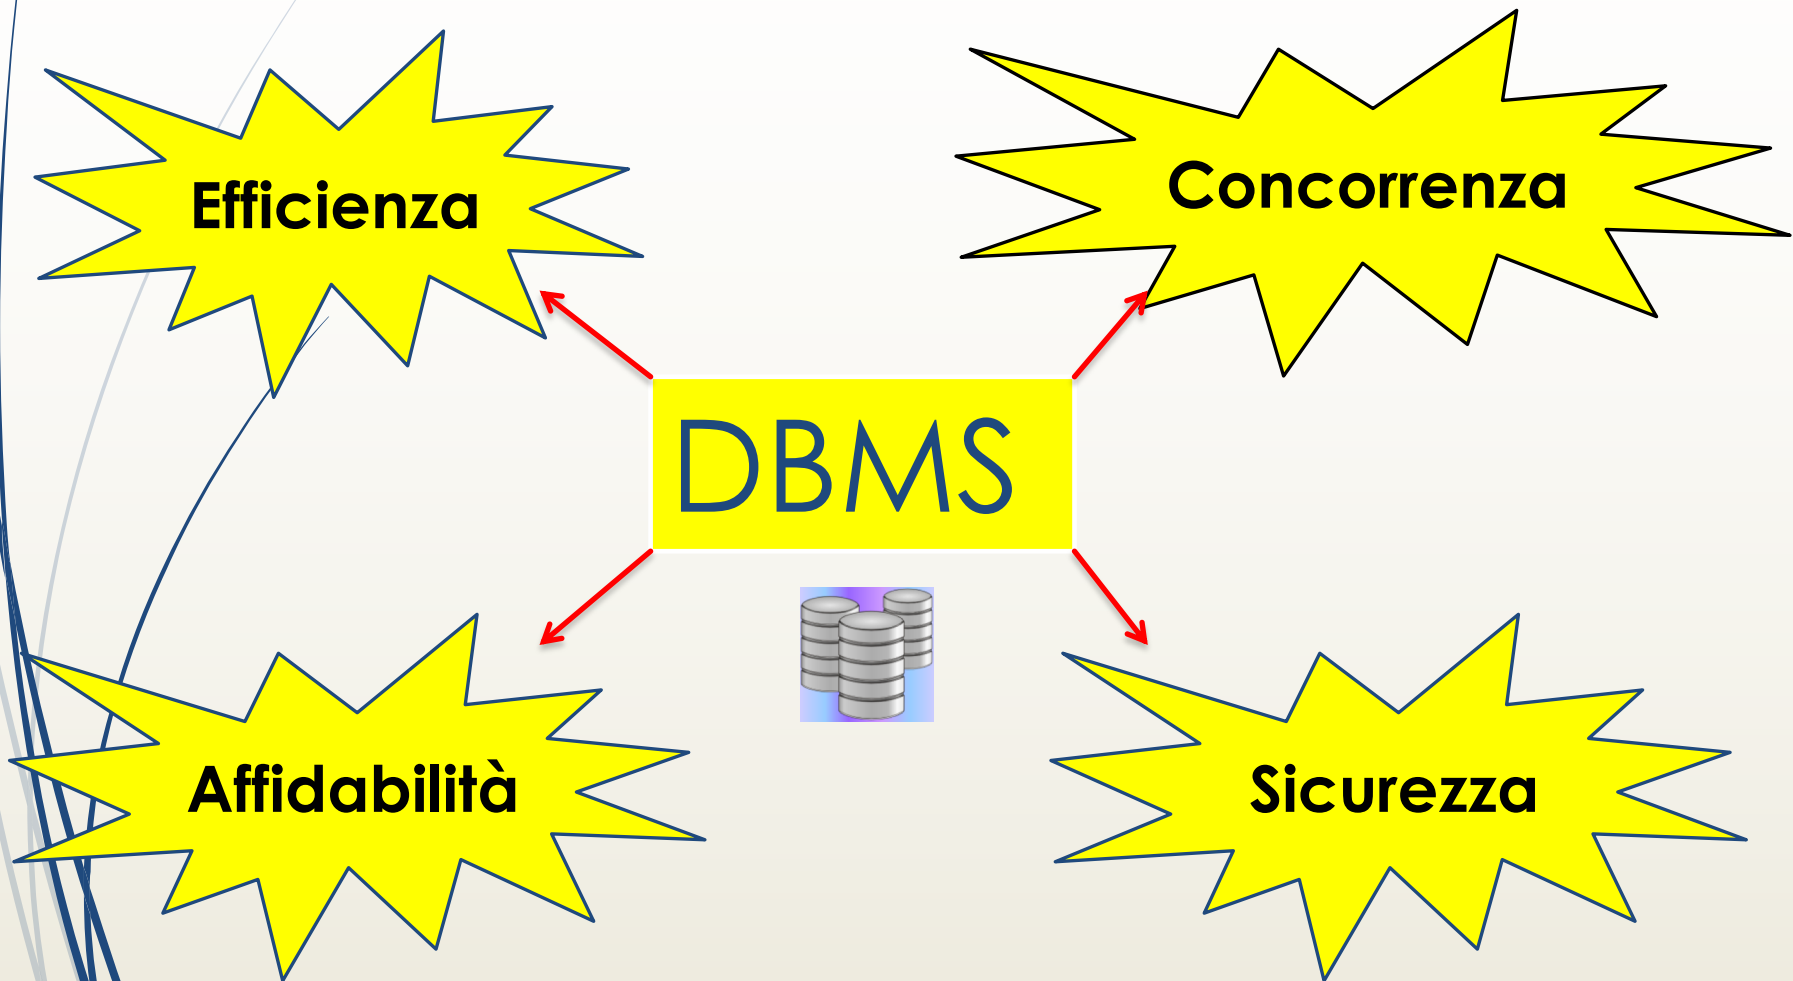 Efficienza
Concorrenza
DBMS
Affidabilità
Sicurezza